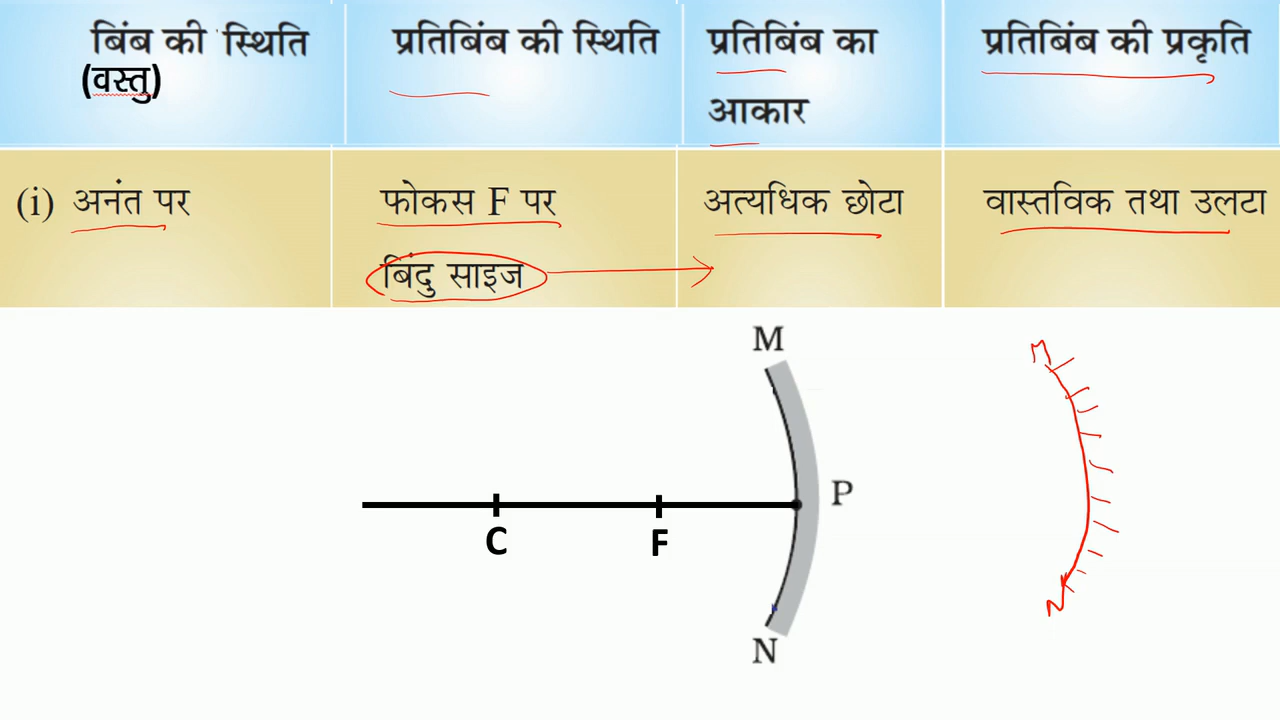 बिंब की स्थिति
(वस्तु)
प्रतिबिंब की स्थिति
प्रतिबिंब का
आकार
प्रतिबिंब की प्रकृति
(i) अनंत पर
फोकस F पर
बिंदु साइज
अत्यधिक छोटा
वास्तविक तथा उलटा
M
M
P
C
F
N
N